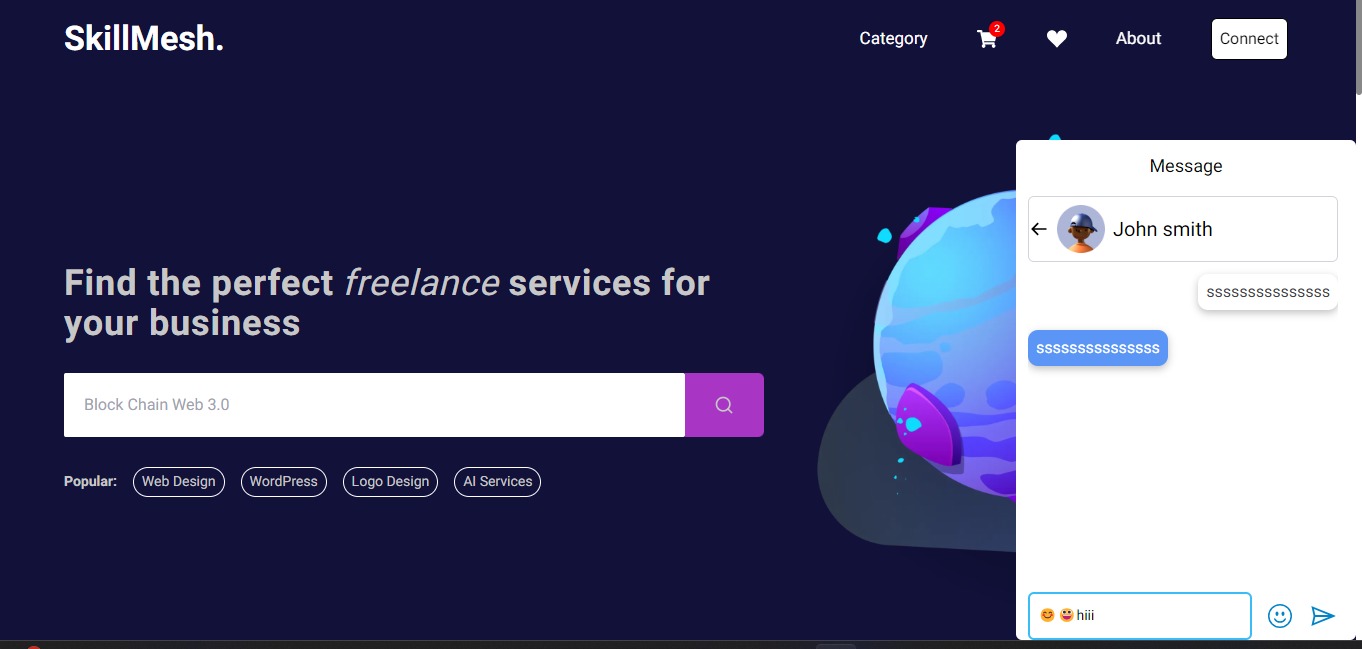 SkillMesh.
Category
2
About
Connect
Find the perfect freelance services for
your business
Block Chain Web 3.0
Popular:
Web Design
WordPress
Logo Design
AI Services
Message
John smith
sssssssssssssss
sssssssssssssss
😊 😀 hiii